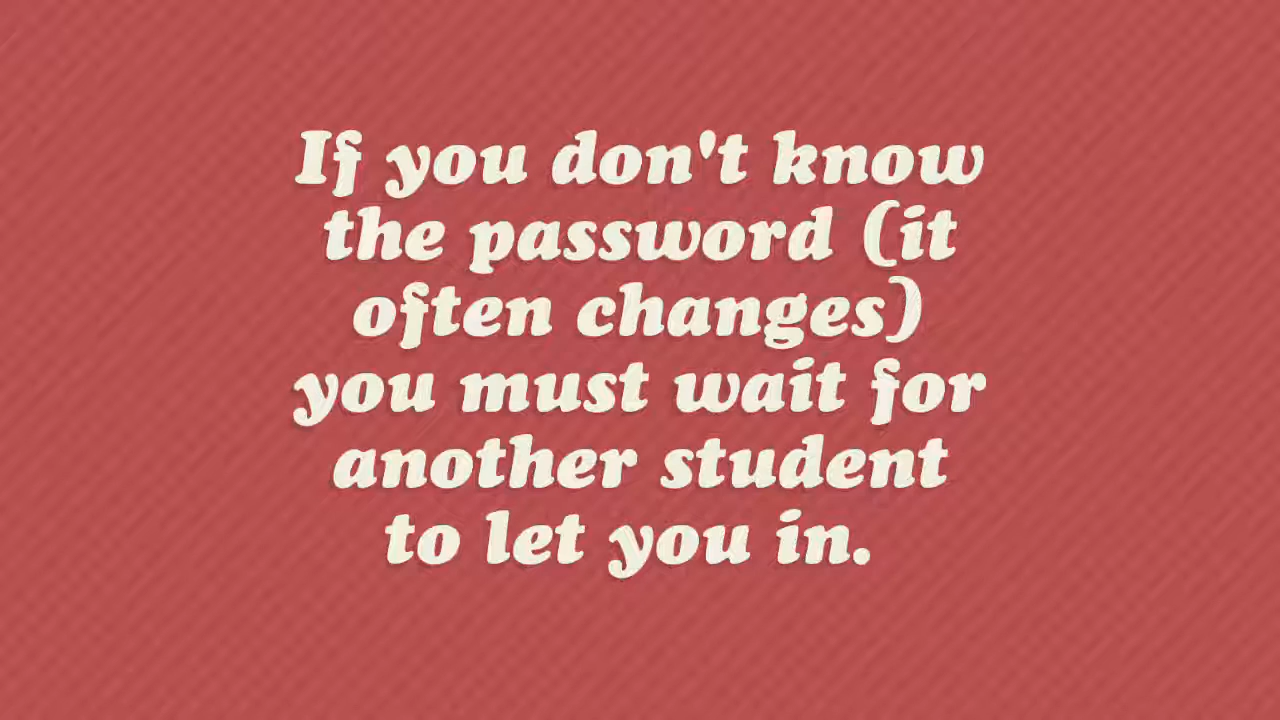 If you don't know
the password (it
often changes)
you must wait for
another student
to let you in.